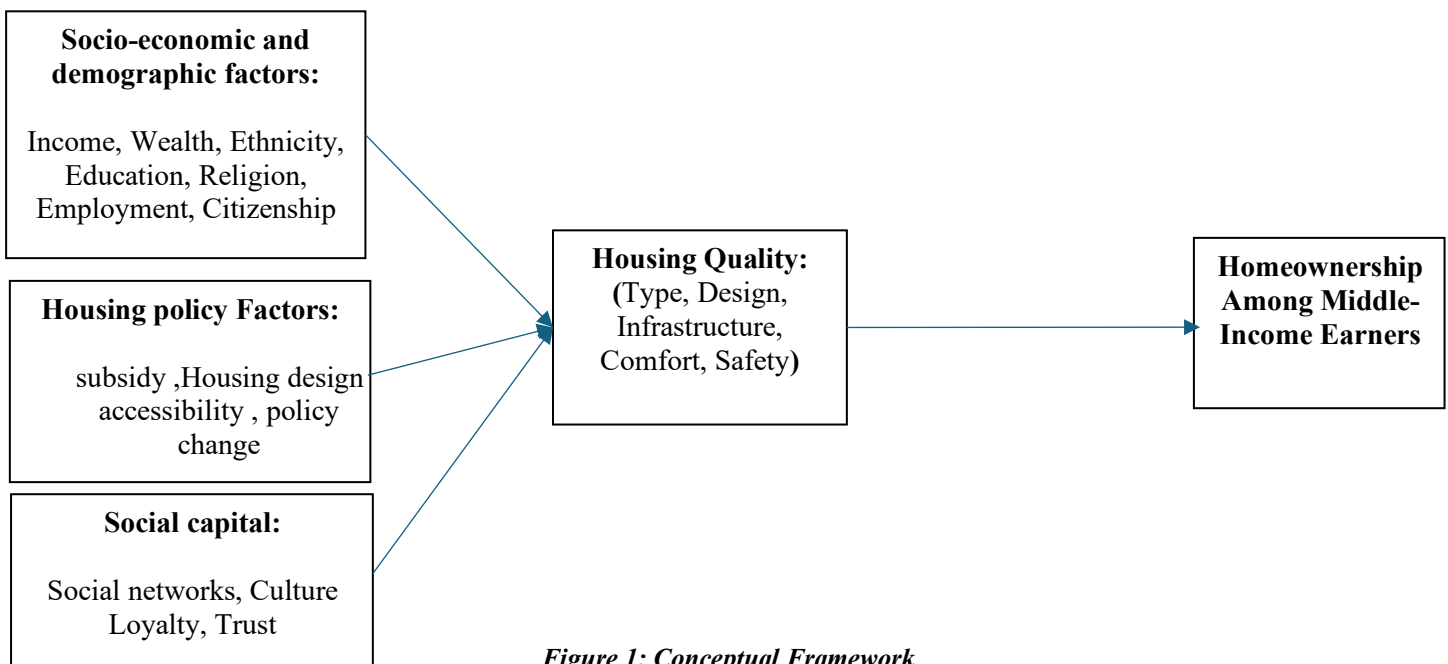 Socio-economic and
demographic factors:
Income, Wealth, Ethnicity,
Education, Religion,
Employment, Citizenship
Housing policy Factors:
subsidy ,Housing design
accessibility , policy
change
Social capital:
Social networks, Culture
Loyalty, Trust
Housing Quality:
(Type, Design,
Infrastructure,
Comfort, Safety)
Homeownership
Among Middle-
Income Earners
Figure 1: Conceptual Framework